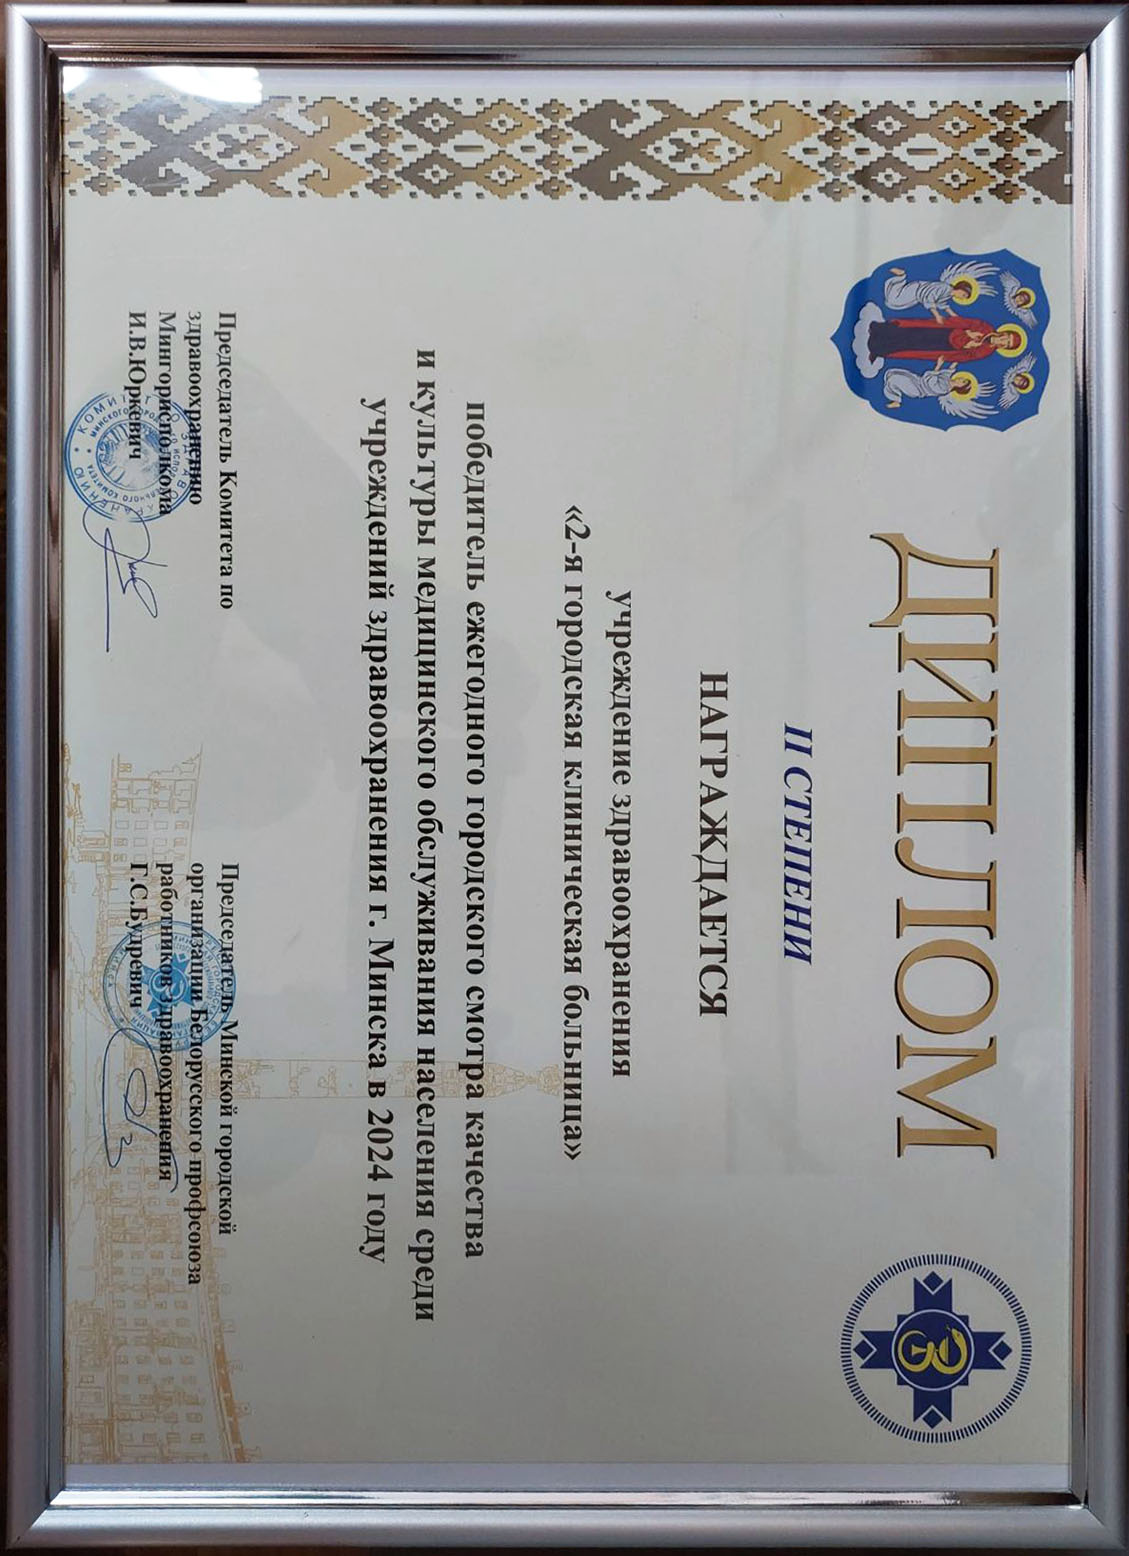 ДИПЛОМ
II СТЕПЕНИ
НАГРАЖДАЕТСЯ
учреждение здравоохранения
«2-я городская клиническая больница»
победитель ежегодного городского смотра качества
и культуры медицинского обслуживания населения среди
учреждений здравоохранения г. Минска в 2024 году
Председатель Комитета по
здравоохранению
Мингорисполкома
И.В.Юркевич
Председатель Минской городской
организации Белорусского профсоюза
работников здравоохранения
Г.С.Будревич